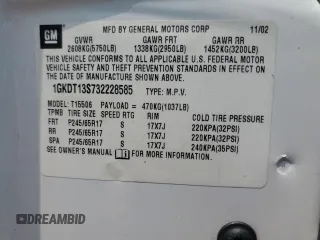 GM
MFD BY GENERAL MOTORS CORP 11/02
GVWR GAWR FRT GAWR RR
2608KG(5750LB) 1338KG(2950LB) 1452KG(3200LB)
THIS VEHICLE CONFORMS TO ALL APPLICABLE U.S. FEDERAL MOTOR
VEHICLE SAFETY AND THEFT PREVENTION STANDARDS IN EFFECT
ON THE DATE OF MANUFACTURE SHOWN ABOVE.
1GKDT13S732228585 TYPE: M.P.V.
MODEL: T15506 PAYLOAD = 470KG(1037LB)
TPMB TIRE SIZE SPEED RTG RIM COLD TIRE PRESSURE
FRT P245/65R17 S 17X7J 220KPA(32PSI)
RR P245/65R17 S 17X7J 220KPA(32PSI)
SPA P245/65R17 S 17X7J 240KPA(35PSI)
SEE OWNER'S MANUAL FOR MORE INFORMATION.
DREAMBID